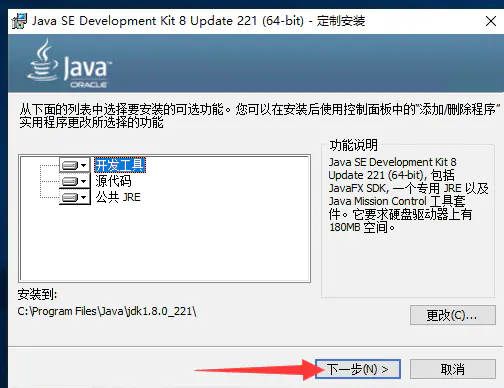 Java SE Development Kit 8 Update 221 (64-bit) - 定制安装
Java
ORACLE
从下面的列表中选择要安装的可选功能。您可以在安装后使用控制面板中的“添加/删除程序”
实用程序更改所选择的功能
开发工具
源代码
公共 JRE
功能说明
Java SE Development Kit 8
Update 221 (64-bit), 包括
JavaFX SDK, 一个专用 JRE 以及
Java Mission Control 工具套
件。它要求硬盘驱动器上有
180MB 空间。
安装到:
C:\Program Files\Java\jdk1.8.0_221\
更改(C)...
下一步(N) >
取消